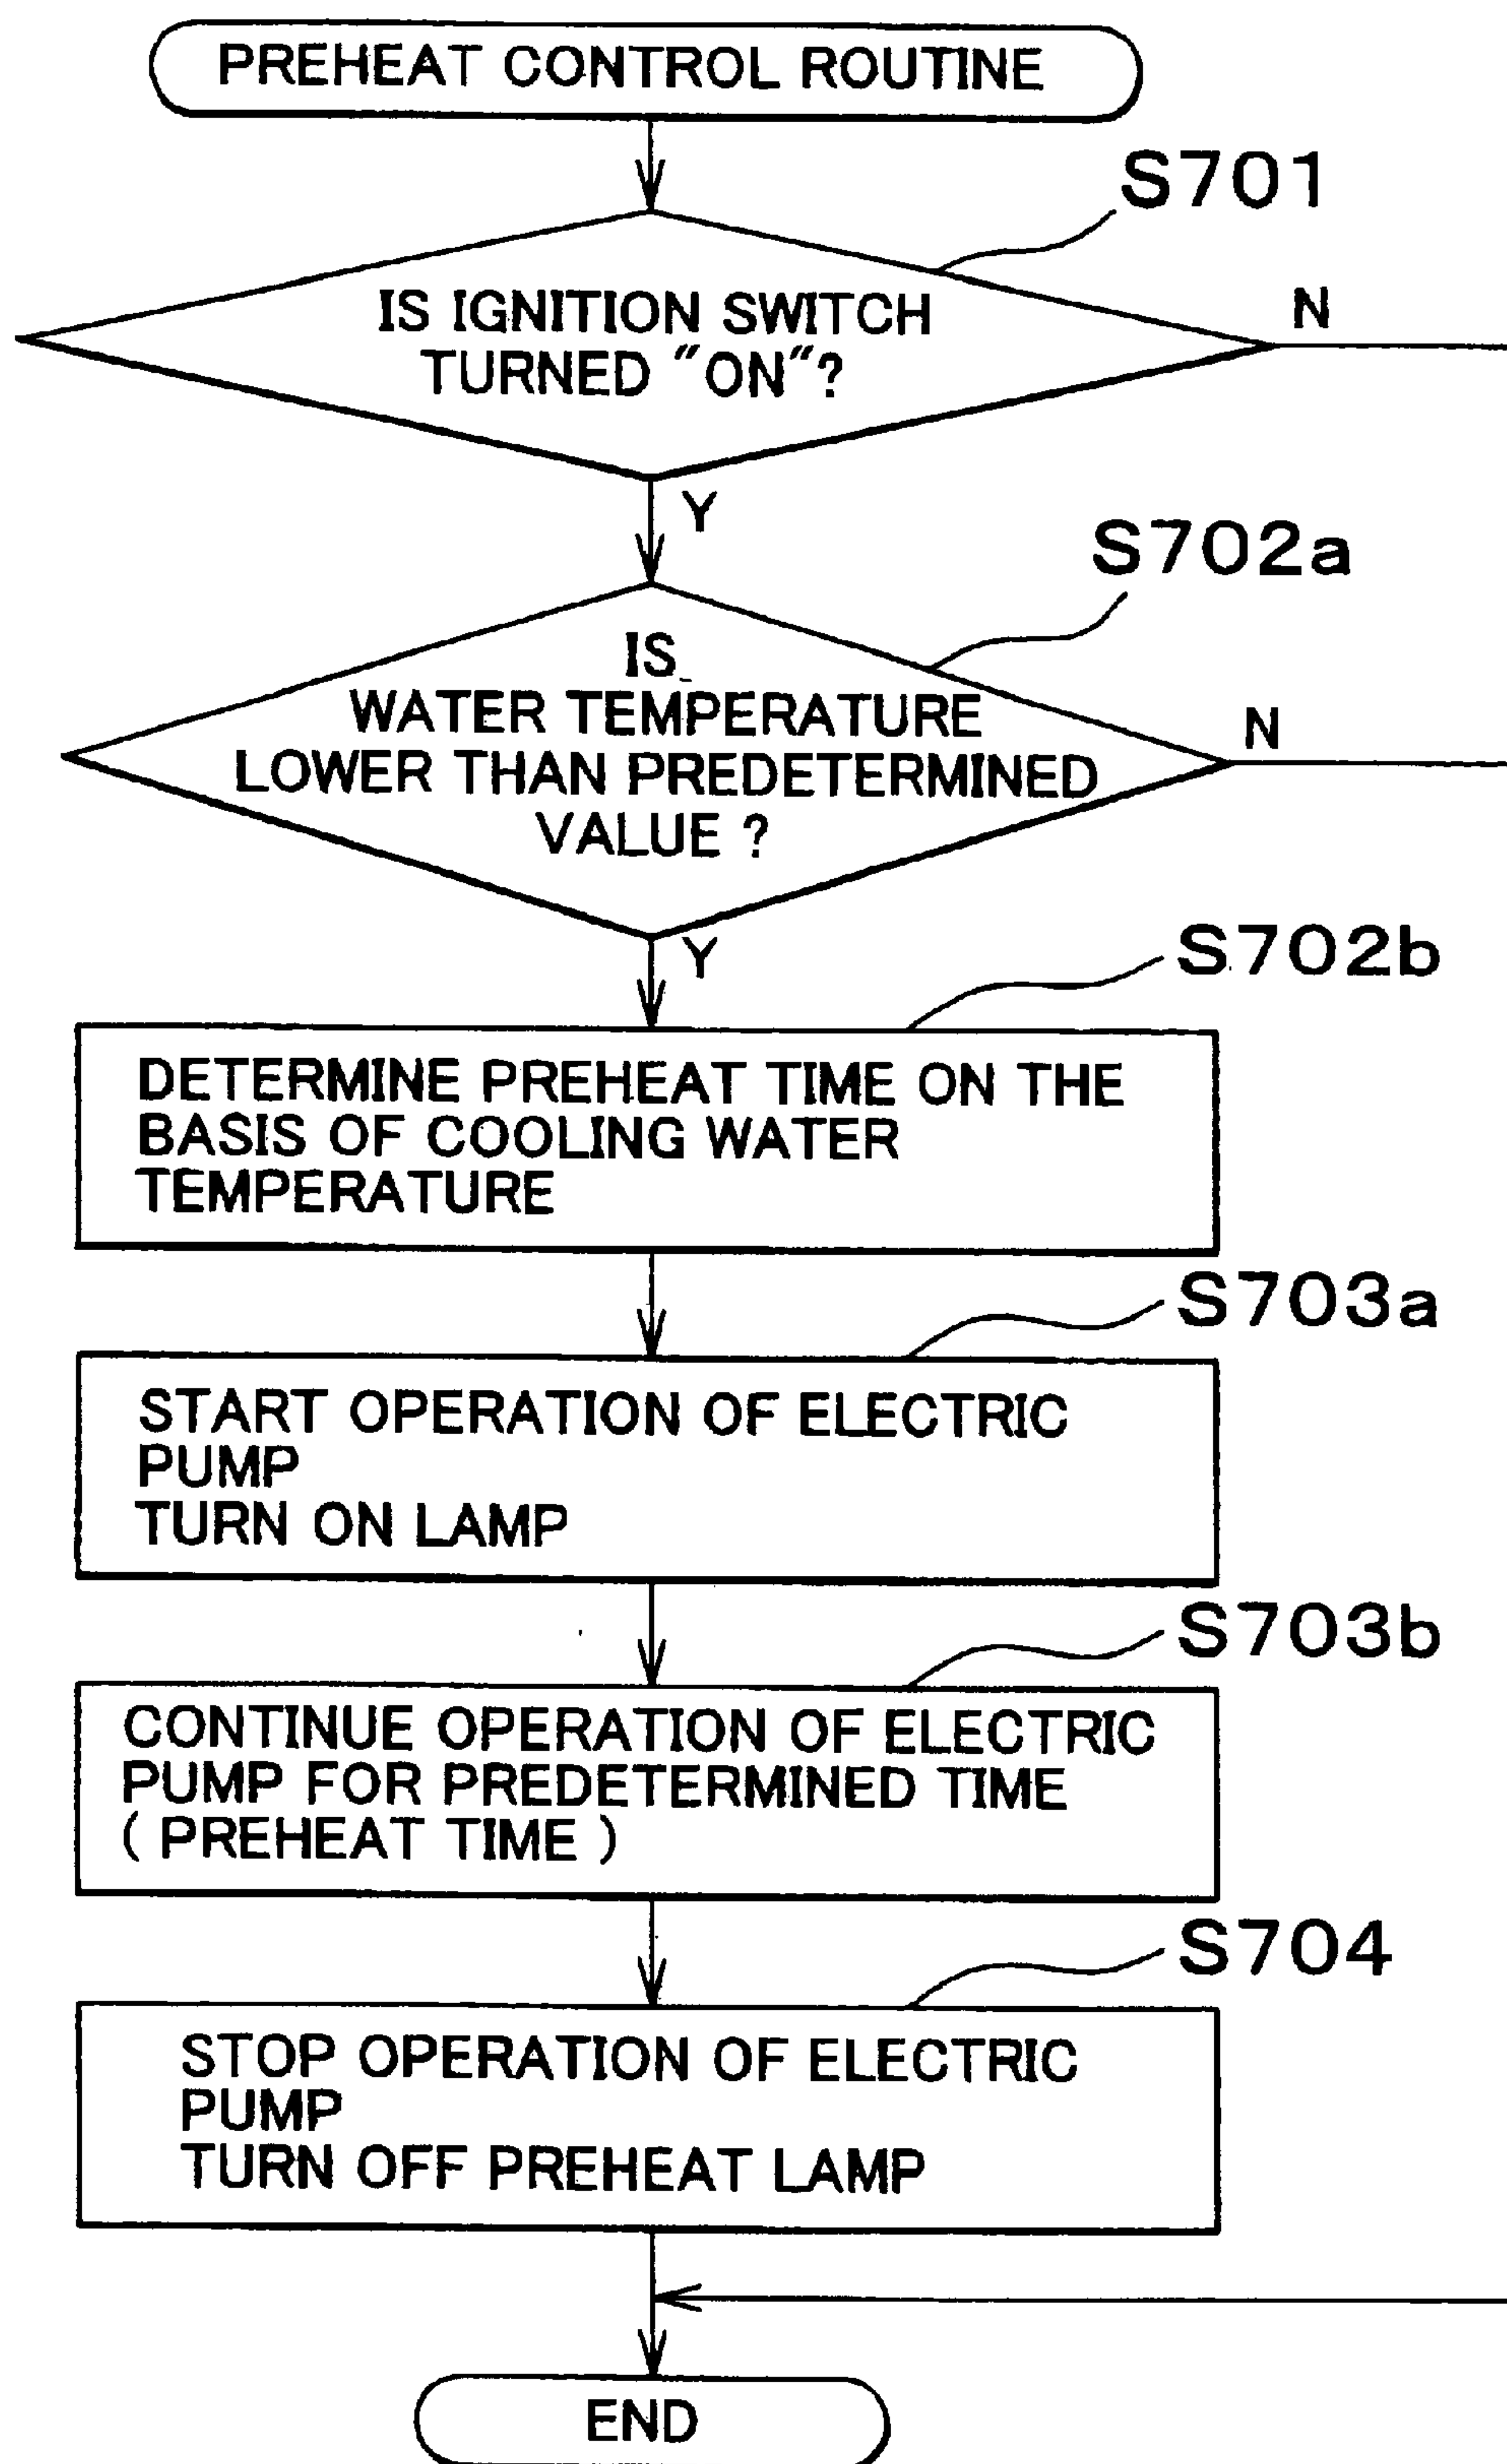 PREHEAT CONTROL ROUTINE
S701
IS IGNITION SWITCH
TURNED "ON"?
N
Y
S702a
IS
WATER TEMPERATURE
LOWER THAN PREDETERMINED
VALUE ?
N
Y
S702b
DETERMINE PREHEAT TIME ON THE
BASIS OF COOLING WATER
TEMPERATURE
S703a
START OPERATION OF ELECTRIC
PUMP
TURN ON LAMP
S703b
CONTINUE OPERATION OF ELECTRIC
PUMP FOR PREDETERMINED TIME
( PREHEAT TIME )
S704
STOP OPERATION OF ELECTRIC
PUMP
TURN OFF PREHEAT LAMP
END